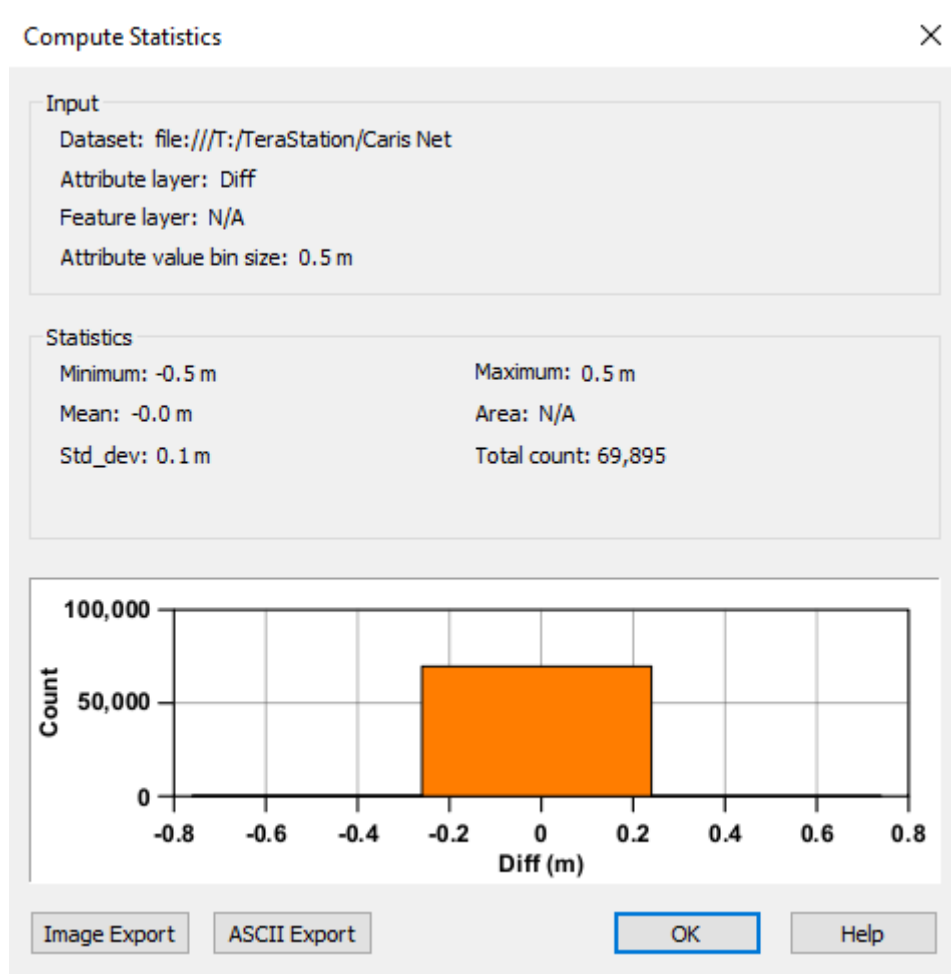 Compute Statistics
Input
Dataset: file:///T:/TeraStation/Caris Net
Attribute layer: Diff
Feature layer: N/A
Attribute value bin size: 0.5 m
Statistics
Minimum: -0.5 m
Maximum: 0.5 m
Mean: -0.0 m
Area: N/A
Std_dev: 0.1 m
Total count: 69,895
100,000
50,000
0
Count
-0.8 -0.6 -0.4 -0.2 0 0.2 0.4 0.6 0.8
Diff (m)
Image Export
ASCII Export
OK
Help